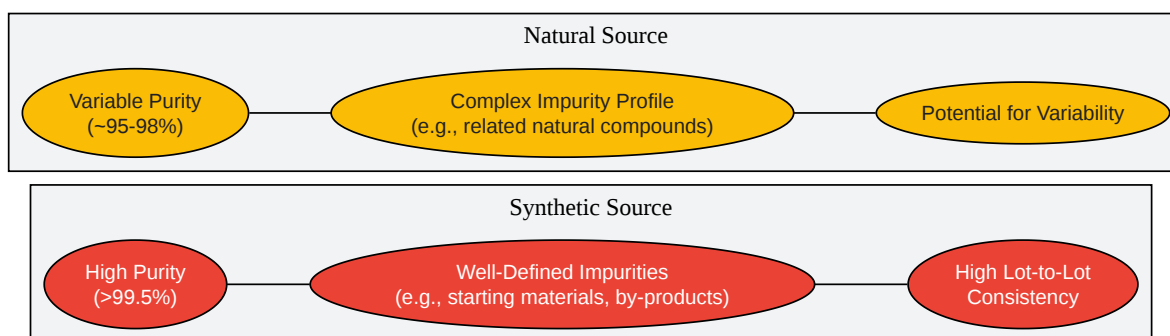 Natural Source
Variable Purity
(~95-98%)
Complex Impurity Profile
(e.g., related natural compounds)
Potential for Variability
Synthetic Source
High Purity
(>99.5%)
Well-Defined Impurities
(e.g., starting materials, by-products)
High Lot-to-Lot
Consistency